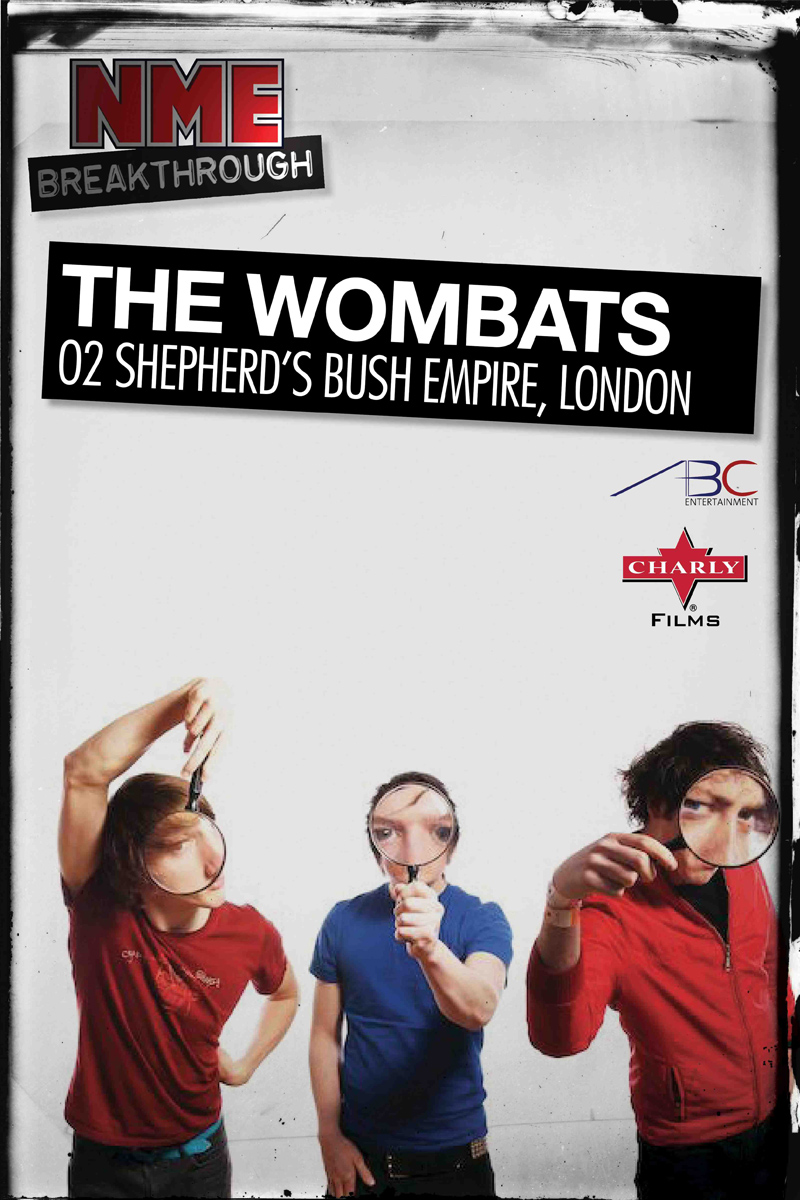 NME
BREAKTHROUGH
THE WOMBATS
O2 SHEPHERD'S BUSH EMPIRE, LONDON
ABC
ENTERTAINMENT
CHARLY
®
FILMS